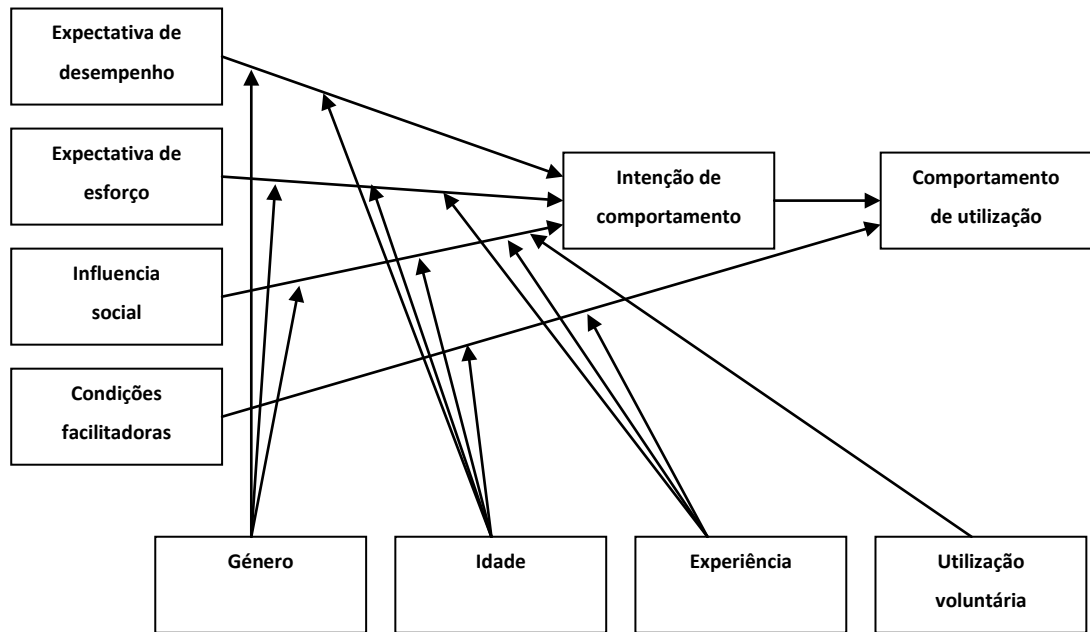 Expectativa de
desempenho
Expectativa de
esforço
Influencia
social
Condições
facilitadoras
Intenção de
comportamento
Comportamento
de utilização
Género
Idade
Experiência
Utilização
voluntária